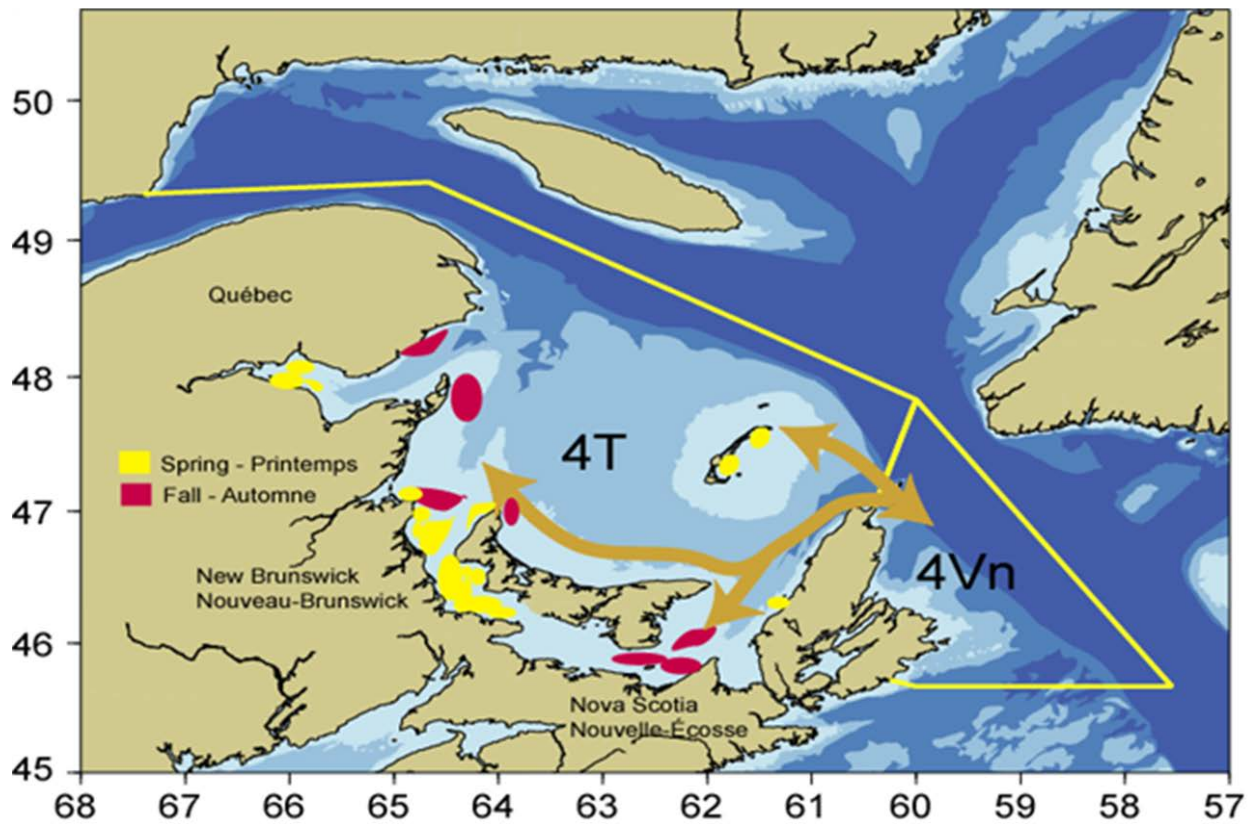 50
49
48
47
46
45
Québec
4T
Spring - Printemps
Fall - Automne
4Vn
New Brunswick
Nouveau-Brunswick
Nova Scotia
Nouvelle-Écosse
68 67 66 65 64 63 62 61 60 59 58 57